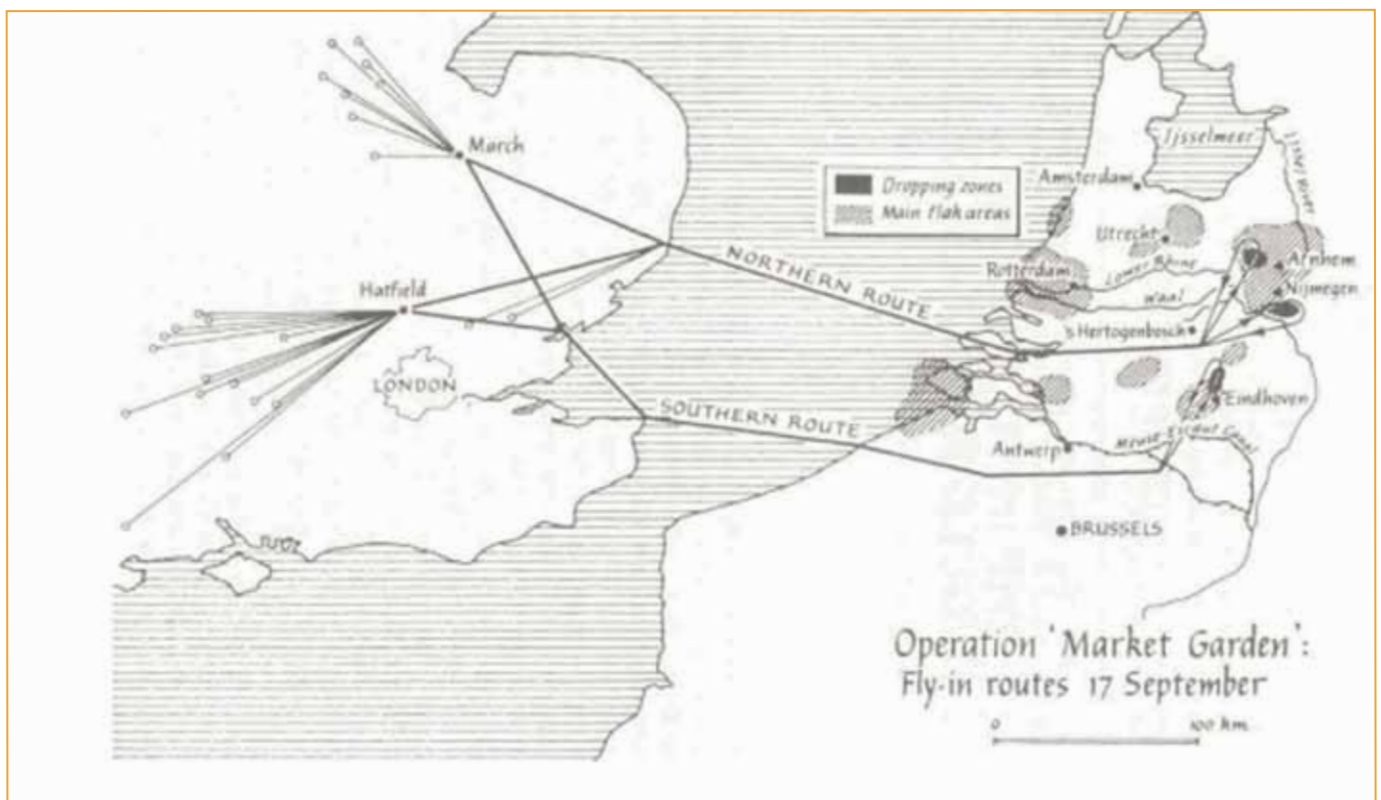 March
Ijsselmeer
IJssel River
Dropping zones
Main flak areas
Amsterdam
Utrecht
NORTHERN ROUTE
Rotterdam
Lower Rhine
Arnhem
Waal
Nijmegen
Hatfield
'sHertogenbosch
LONDON
SOUTHERN ROUTE
Eindhoven
Antwerp
Meuse-Escaut Canal
BRUSSELS
Operation 'Market Garden':
Fly-in routes 17 September
0 100 km.